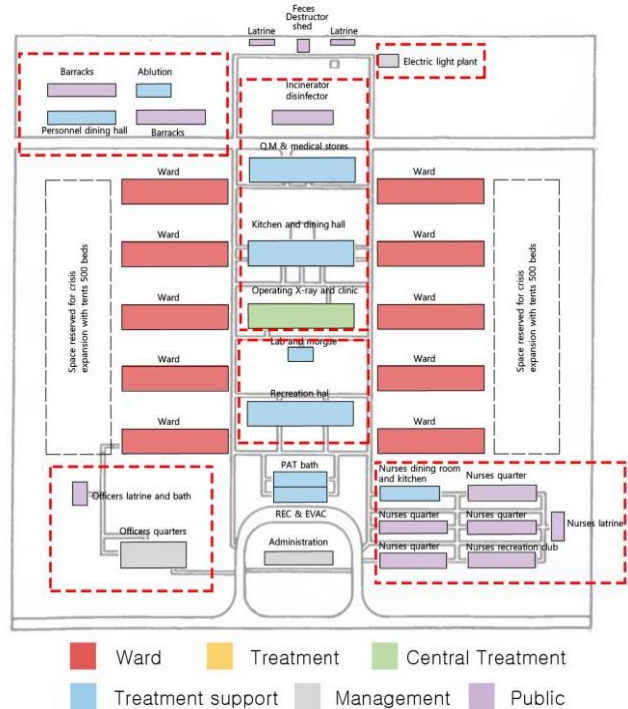 Feces
Destructor
shed
Latrine
Latrine
Electric light plant
Barracks
Ablution
Incinerator
disinfector
Personnel dining hall
Barracks
Q.M & medical stores
Ward
Ward
Ward
Kitchen and dining hall
Ward
Space reserved for crisis
expansion with tents 500 beds
Space reserved for crisis
expansion with tents 500 beds
Ward
Operating X-ray and clinic
Ward
Lab and morgue
Ward
Ward
Recreation hal
Ward
Ward
PAT bath
Nurses dining room
and kitchen
Nurses quarter
Officers latrine and bath
REC & EVAC
Nurses quarter
Nurses quarter
Nurses latrine
Officers quarters
Administration
Nurses quarter
Nurses recreation club
Ward
Treatment
Central Treatment
Treatment support
Management
Public